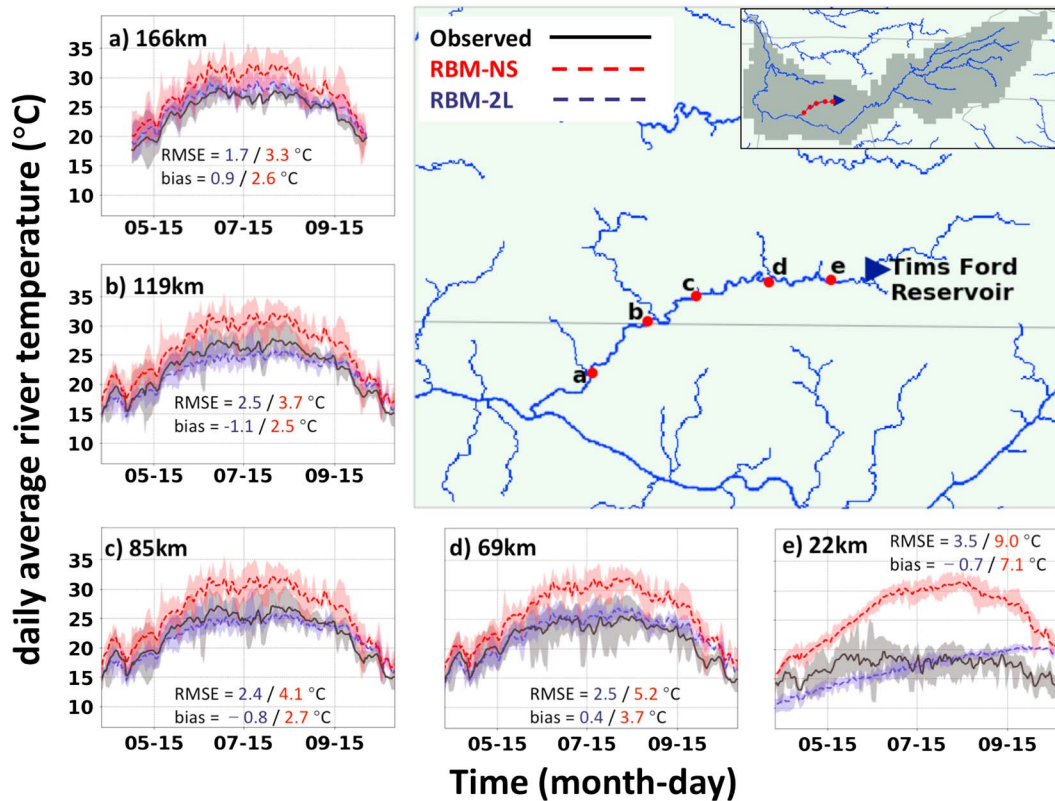 daily average river temperature (°C)
a) 166km
35
30
25
20
15
10
RMSE = 1.7 / 3.3 °C
bias = 0.9 / 2.6 °C
05-15 07-15 09-15
b) 119km
35
30
25
20
15
10
RMSE = 2.5 / 3.7 °C
bias = -1.1 / 2.5 °C
05-15 07-15 09-15
Observed
RBM-NS
RBM-2L
a
b
c
d
e
Tims Ford
Reservoir
c) 85km
35
30
25
20
15
10
RMSE = 2.4 / 4.1 °C
bias = − 0.8 / 2.7 °C
05-15 07-15 09-15
d) 69km
RMSE = 2.5 / 5.2 °C
bias = 0.4 / 3.7 °C
05-15 07-15 09-15
e) 22km
RMSE = 3.5 / 9.0 °C
bias = − 0.7 / 7.1 °C
05-15 07-15 09-15
Time (month-day)